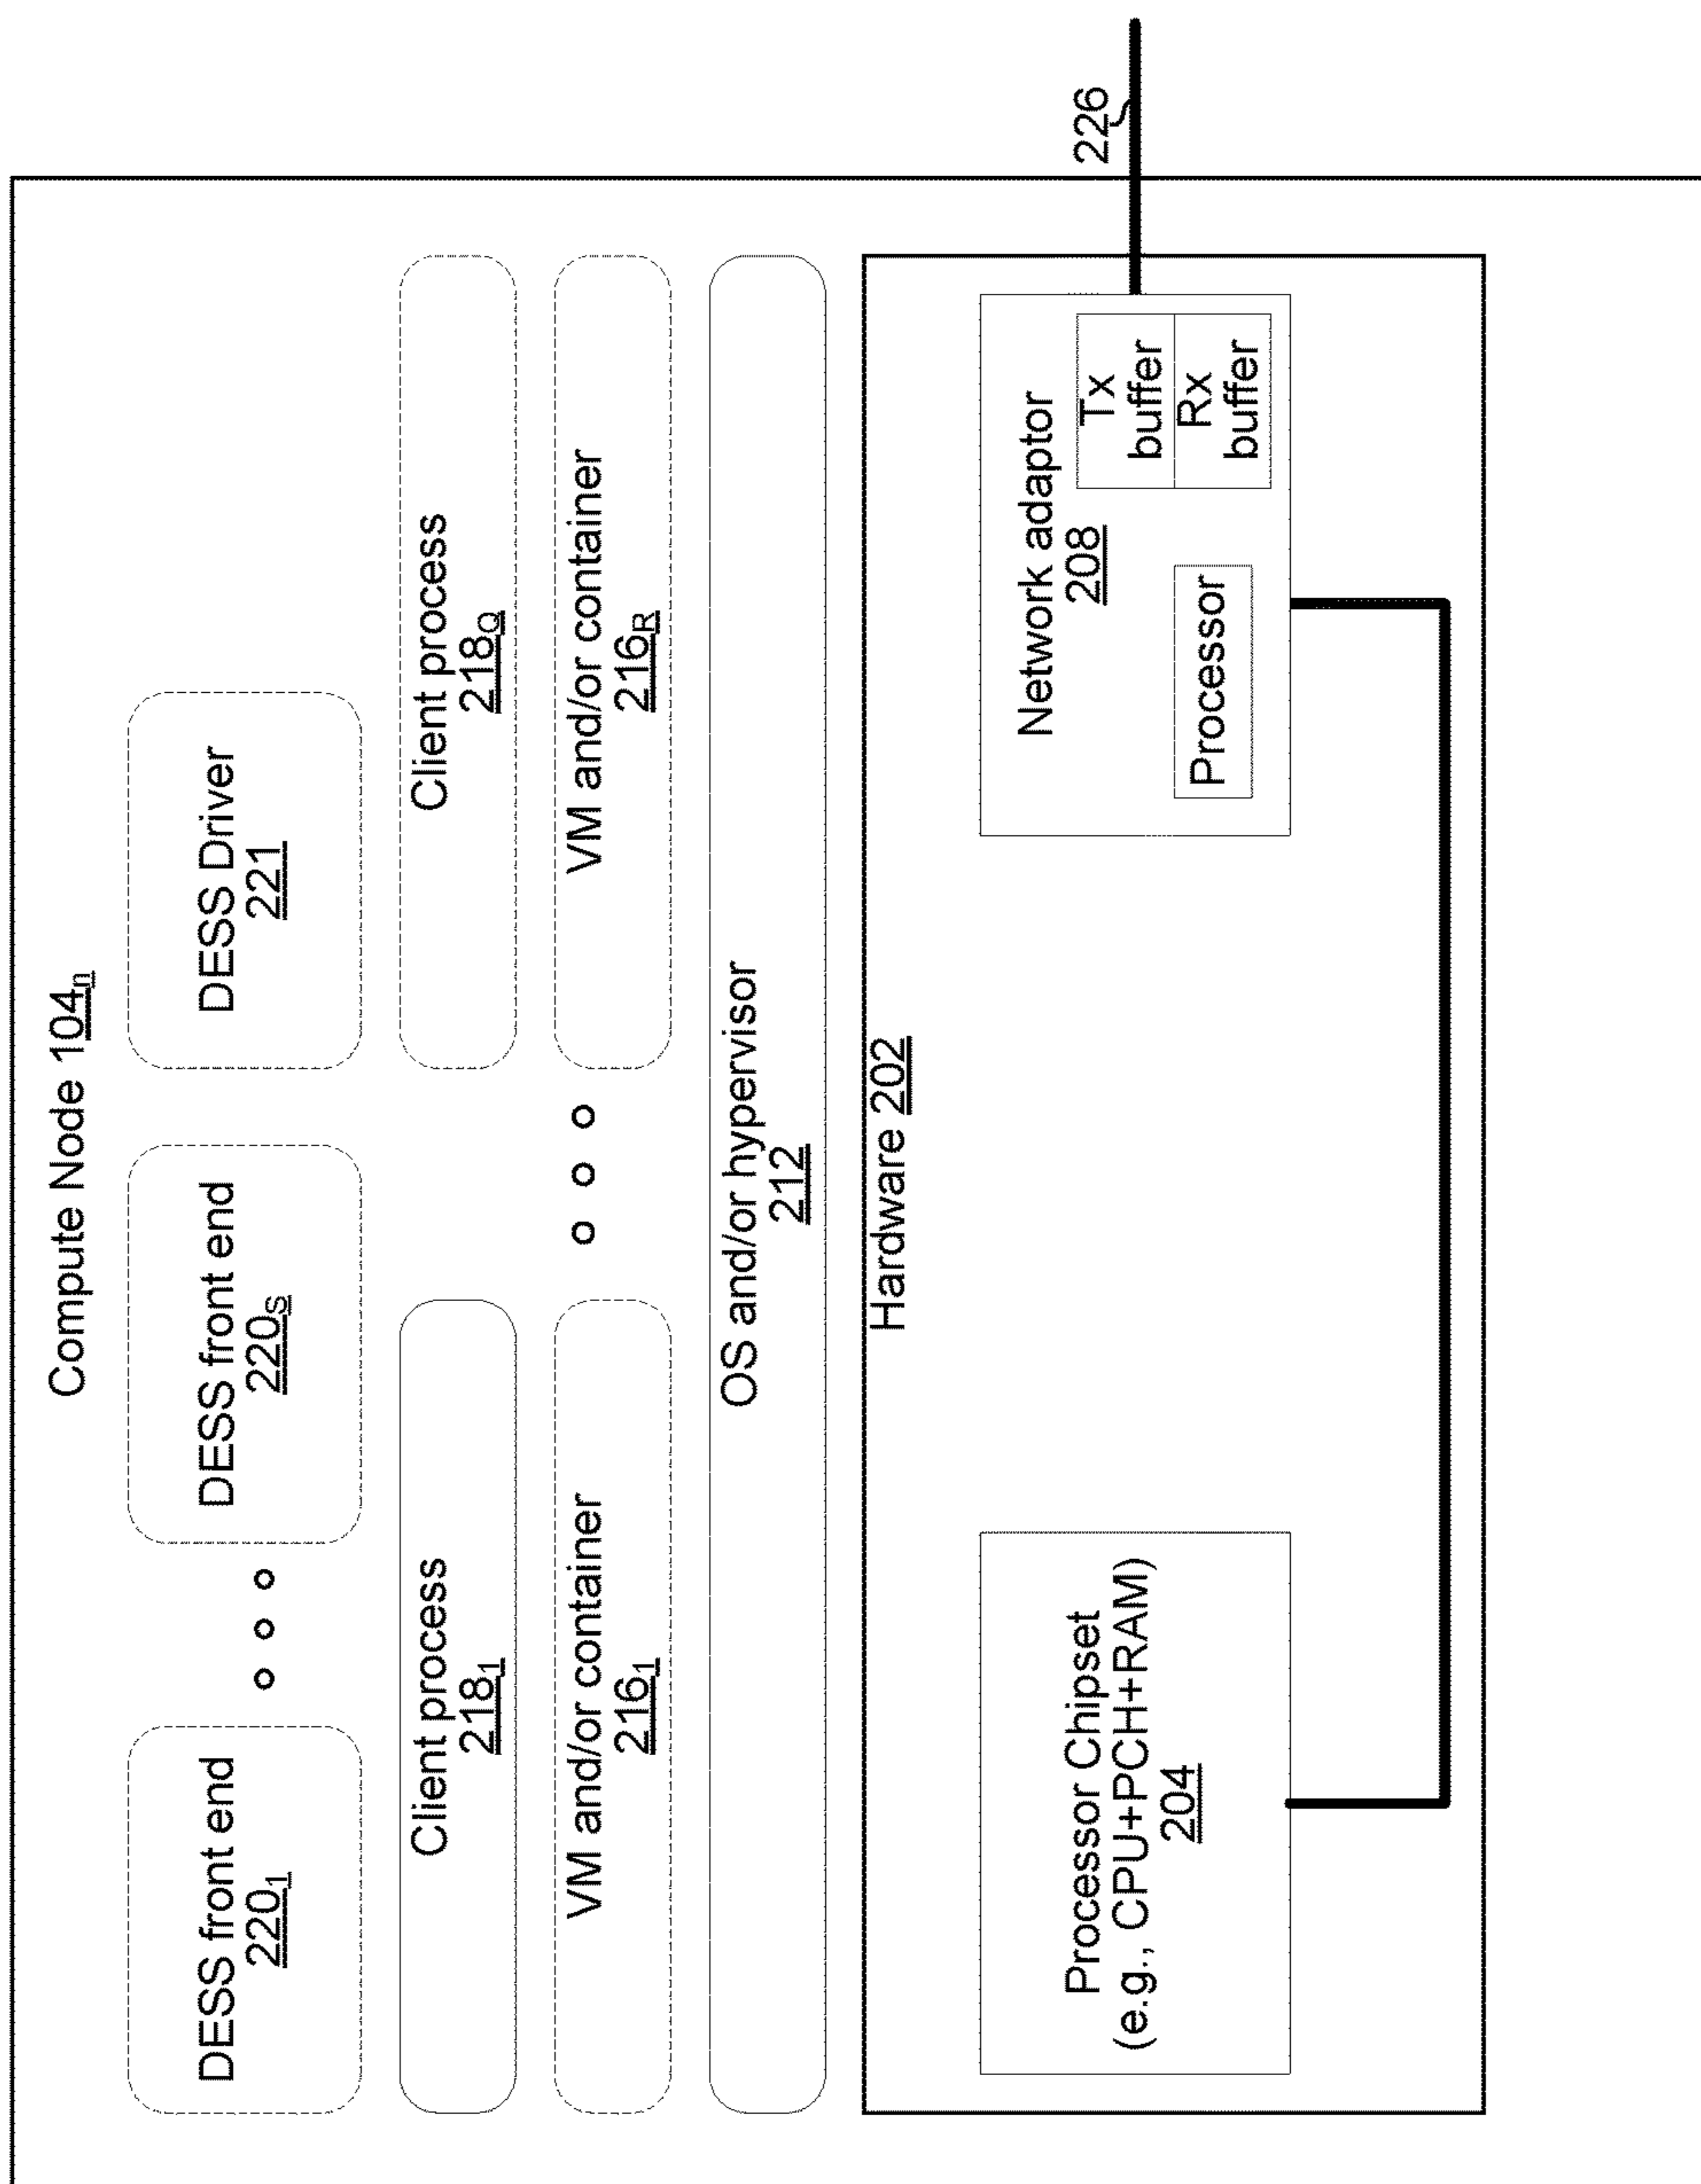 Compute Node 104n
DESS front end
220₁
DESS front end
220S
DESS Driver
221
Client process
218₁
Client process
218Q
VM and/or container
216₁
VM and/or container
216R
OS and/or hypervisor
212
Hardware 202
Processor Chipset
(e.g., CPU+PCH+RAM)
204
Network adaptor
208
Processor
Tx
buffer
Rx
buffer
226